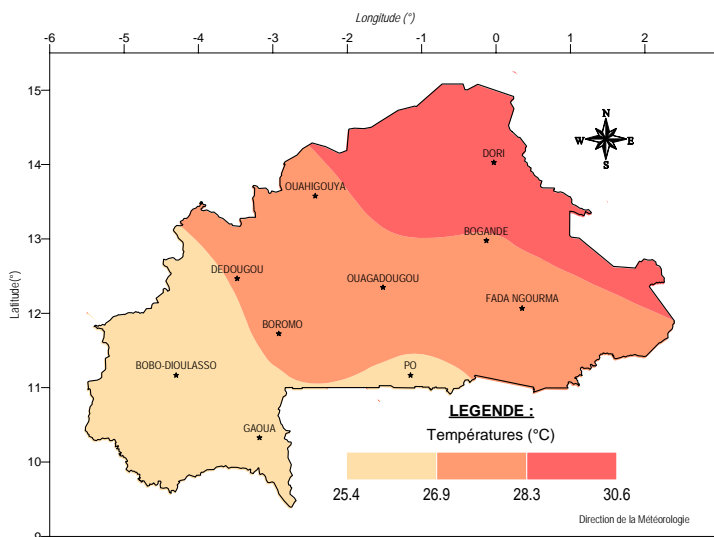 Longitude (°)
-6 -5 -4 -3 -2 -1 0 1 2
Latitude(°)
15
14
13
12
11
10
9
N
W E
S
DORI
OUAHIGOUYA
BOGANDE
DEDOUGOU
OUAGADOUGOU
FADA NGOURMA
BOROMO
BOBO-DIOULASSO
PO
GAOUA
LEGENDE :
Températures (°C)
25.4 26.9 28.3 30.6
Direction de la Météorologie